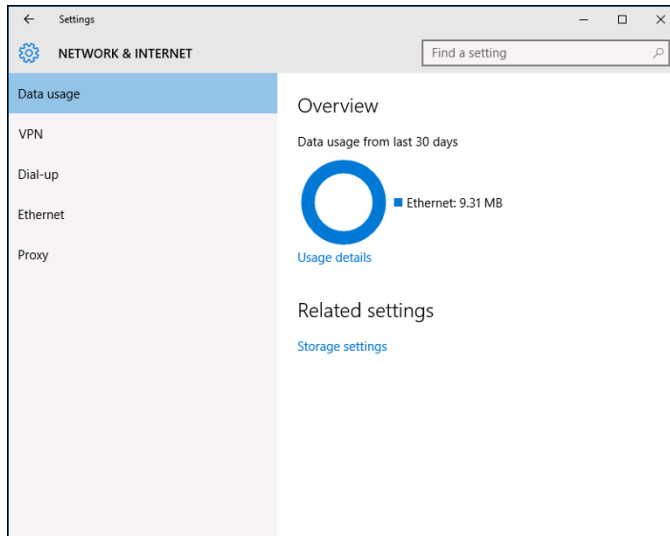 Settings
NETWORK & INTERNET
Find a setting
Data usage
VPN
Dial-up
Ethernet
Proxy
Overview
Data usage from last 30 days
Ethernet: 9.31 MB
Usage details
Related settings
Storage settings